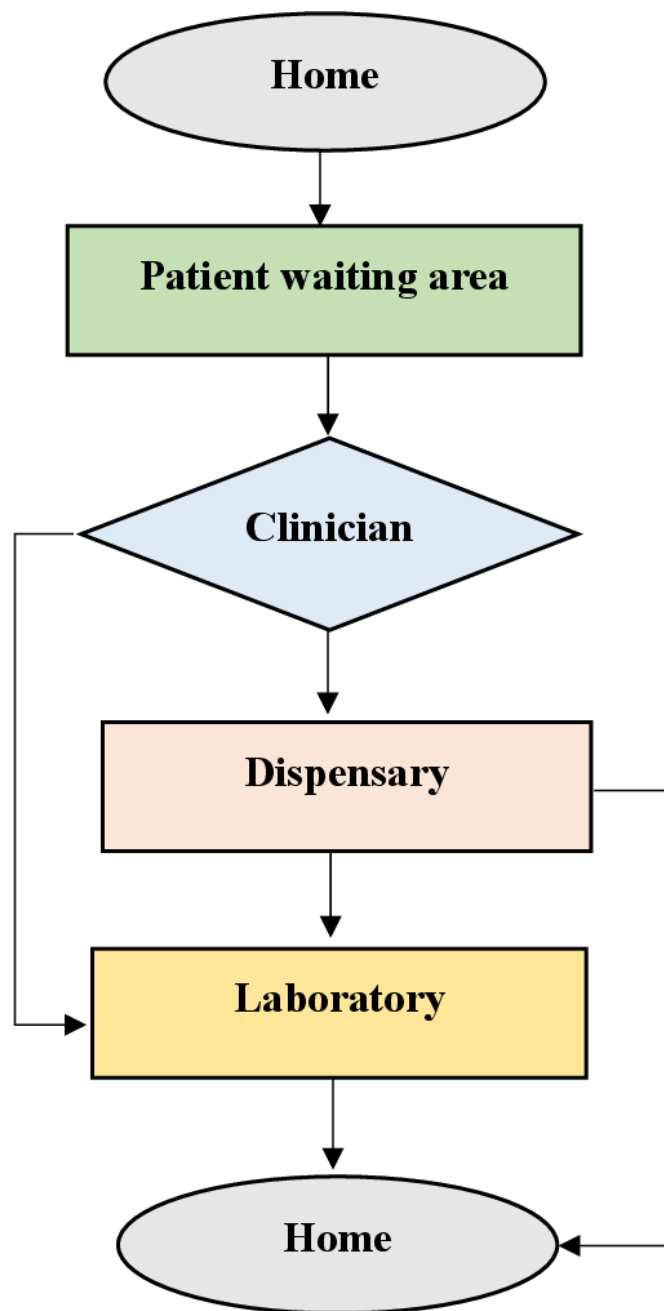 Home
Patient waiting area
Clinician
Dispensary
Laboratory
Home